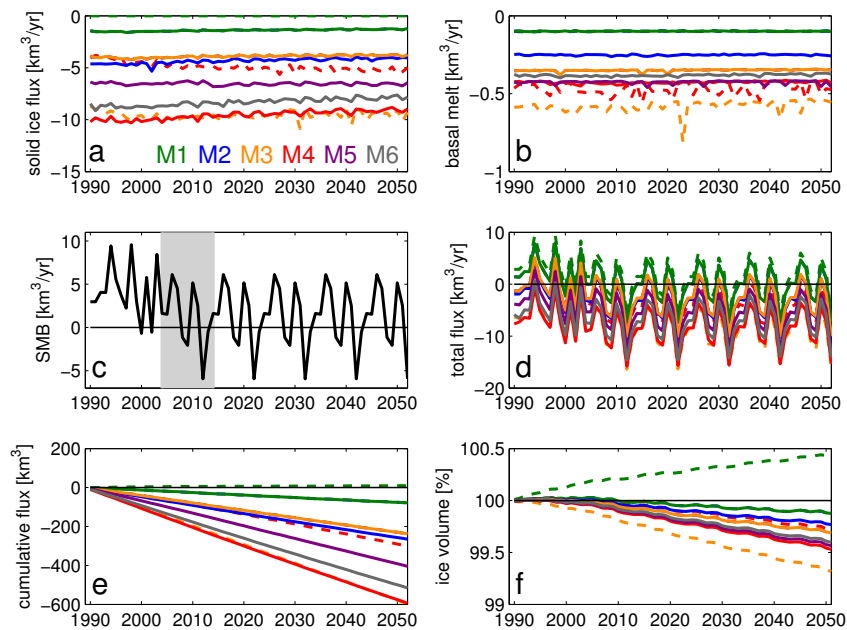 0
−5
−10
−15
solid ice flux [km³/yr]
a
M1 M2 M3 M4 M5 M6
1990 2000 2010 2020 2030 2040 2050
0
−0.5
−1
basal melt [km³/yr]
b
1990 2000 2010 2020 2030 2040 2050
10
5
0
−5
SMB [km³/yr]
c
1990 2000 2010 2020 2030 2040 2050
10
0
−10
−20
total flux [km³/yr]
d
1990 2000 2010 2020 2030 2040 2050
200
0
−200
−400
−600
cumulative flux [km³]
e
1990 2000 2010 2020 2030 2040 2050
100.5
100
99.5
99
ice volume [%]
f
1990 2000 2010 2020 2030 2040 2050